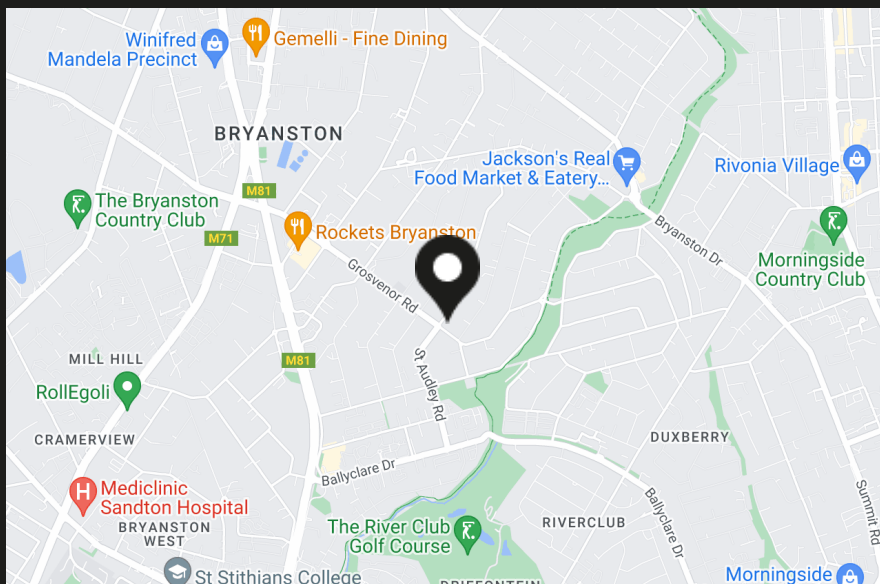 Winifred
Mandela Precinct
Gemelli - Fine Dining
BRYANSTON
Jackson's Real
Food Market & Eatery...
Rivonia Village
M81
The Bryanston
Country Club
M71
Rockets Bryanston
Bryanston Dr
Morningside
Country Club
Grosvenor Rd
MILL HILL
M81
St Audley Rd
RollEgoli
CRAMERVIEW
DUXBERRY
Ballyclare Dr
H
Mediclinic
Sandton Hospital
BRYANSTON
WEST
The River Club
Golf Course
RIVERCLUB
Ballyclare Dr
Summit Rd
St Stithians College
Morningside